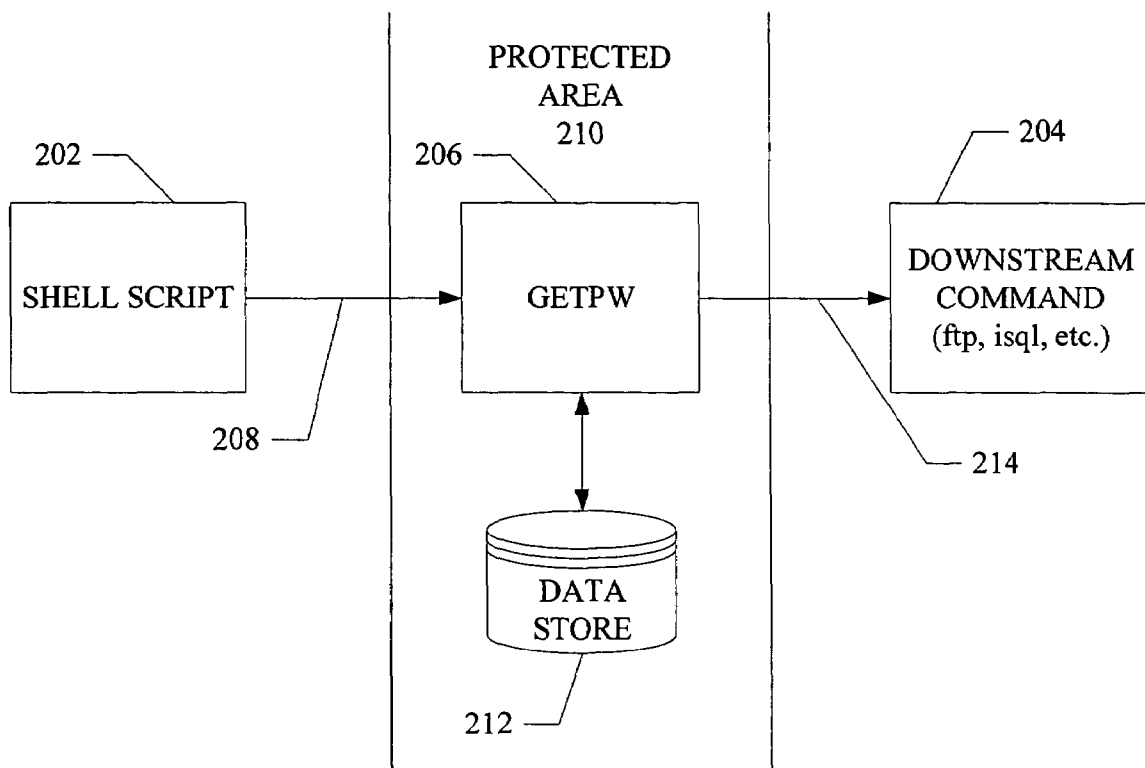 PROTECTED
AREA
210
202
206
204
SHELL SCRIPT
GETPW
DOWNSTREAM
COMMAND
(ftp, isql, etc.)
208
214
DATA
STORE
212